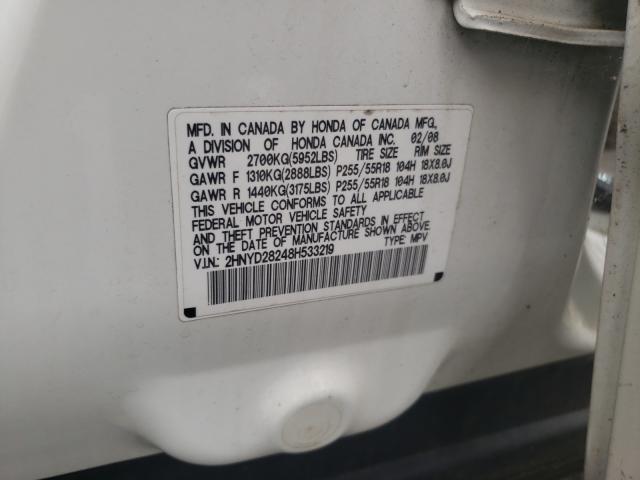 MFD. IN CANADA BY HONDA OF CANADA MFG.
A DIVISION OF HONDA CANADA INC. 02/08
GVWR 2700KG(5952LBS) TIRE SIZE RIM SIZE
GAWR F 1310KG(2888LBS) P255/55R18 104H 18X8.0J
GAWR R 1440KG(3175LBS) P255/55R18 104H 18X8.0J
THIS VEHICLE CONFORMS TO ALL APPLICABLE
FEDERAL MOTOR VEHICLE SAFETY
AND THEFT PREVENTION STANDARDS IN EFFECT
ON THE DATE OF MANUFACTURE SHOWN ABOVE.
V.I.N.: 2HNYD28248H533219 TYPE MPV